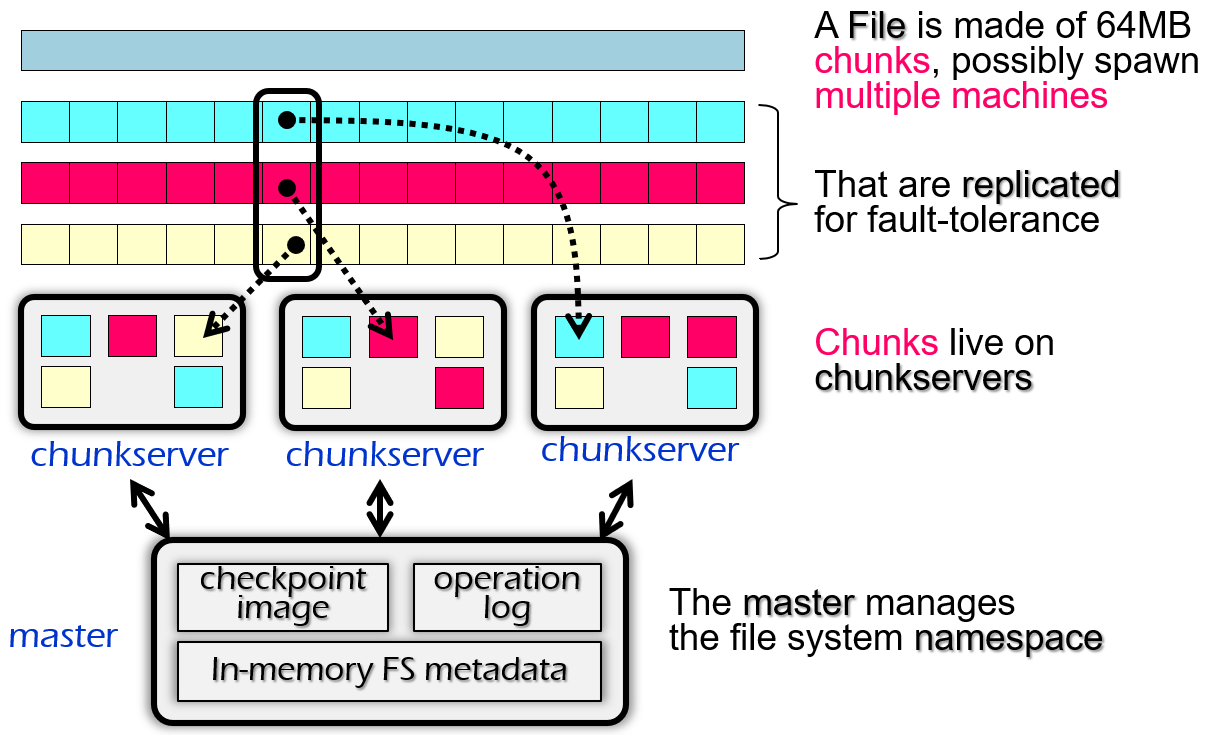 A File is made of 64MB
chunks, possibly spawn
multiple machines
That are replicated
for fault-tolerance
Chunks live on
chunkservers
chunkserver
chunkserver
chunkserver
checkpoint
image
operation
log
master
In-memory FS metadata
The master manages
the file system namespace